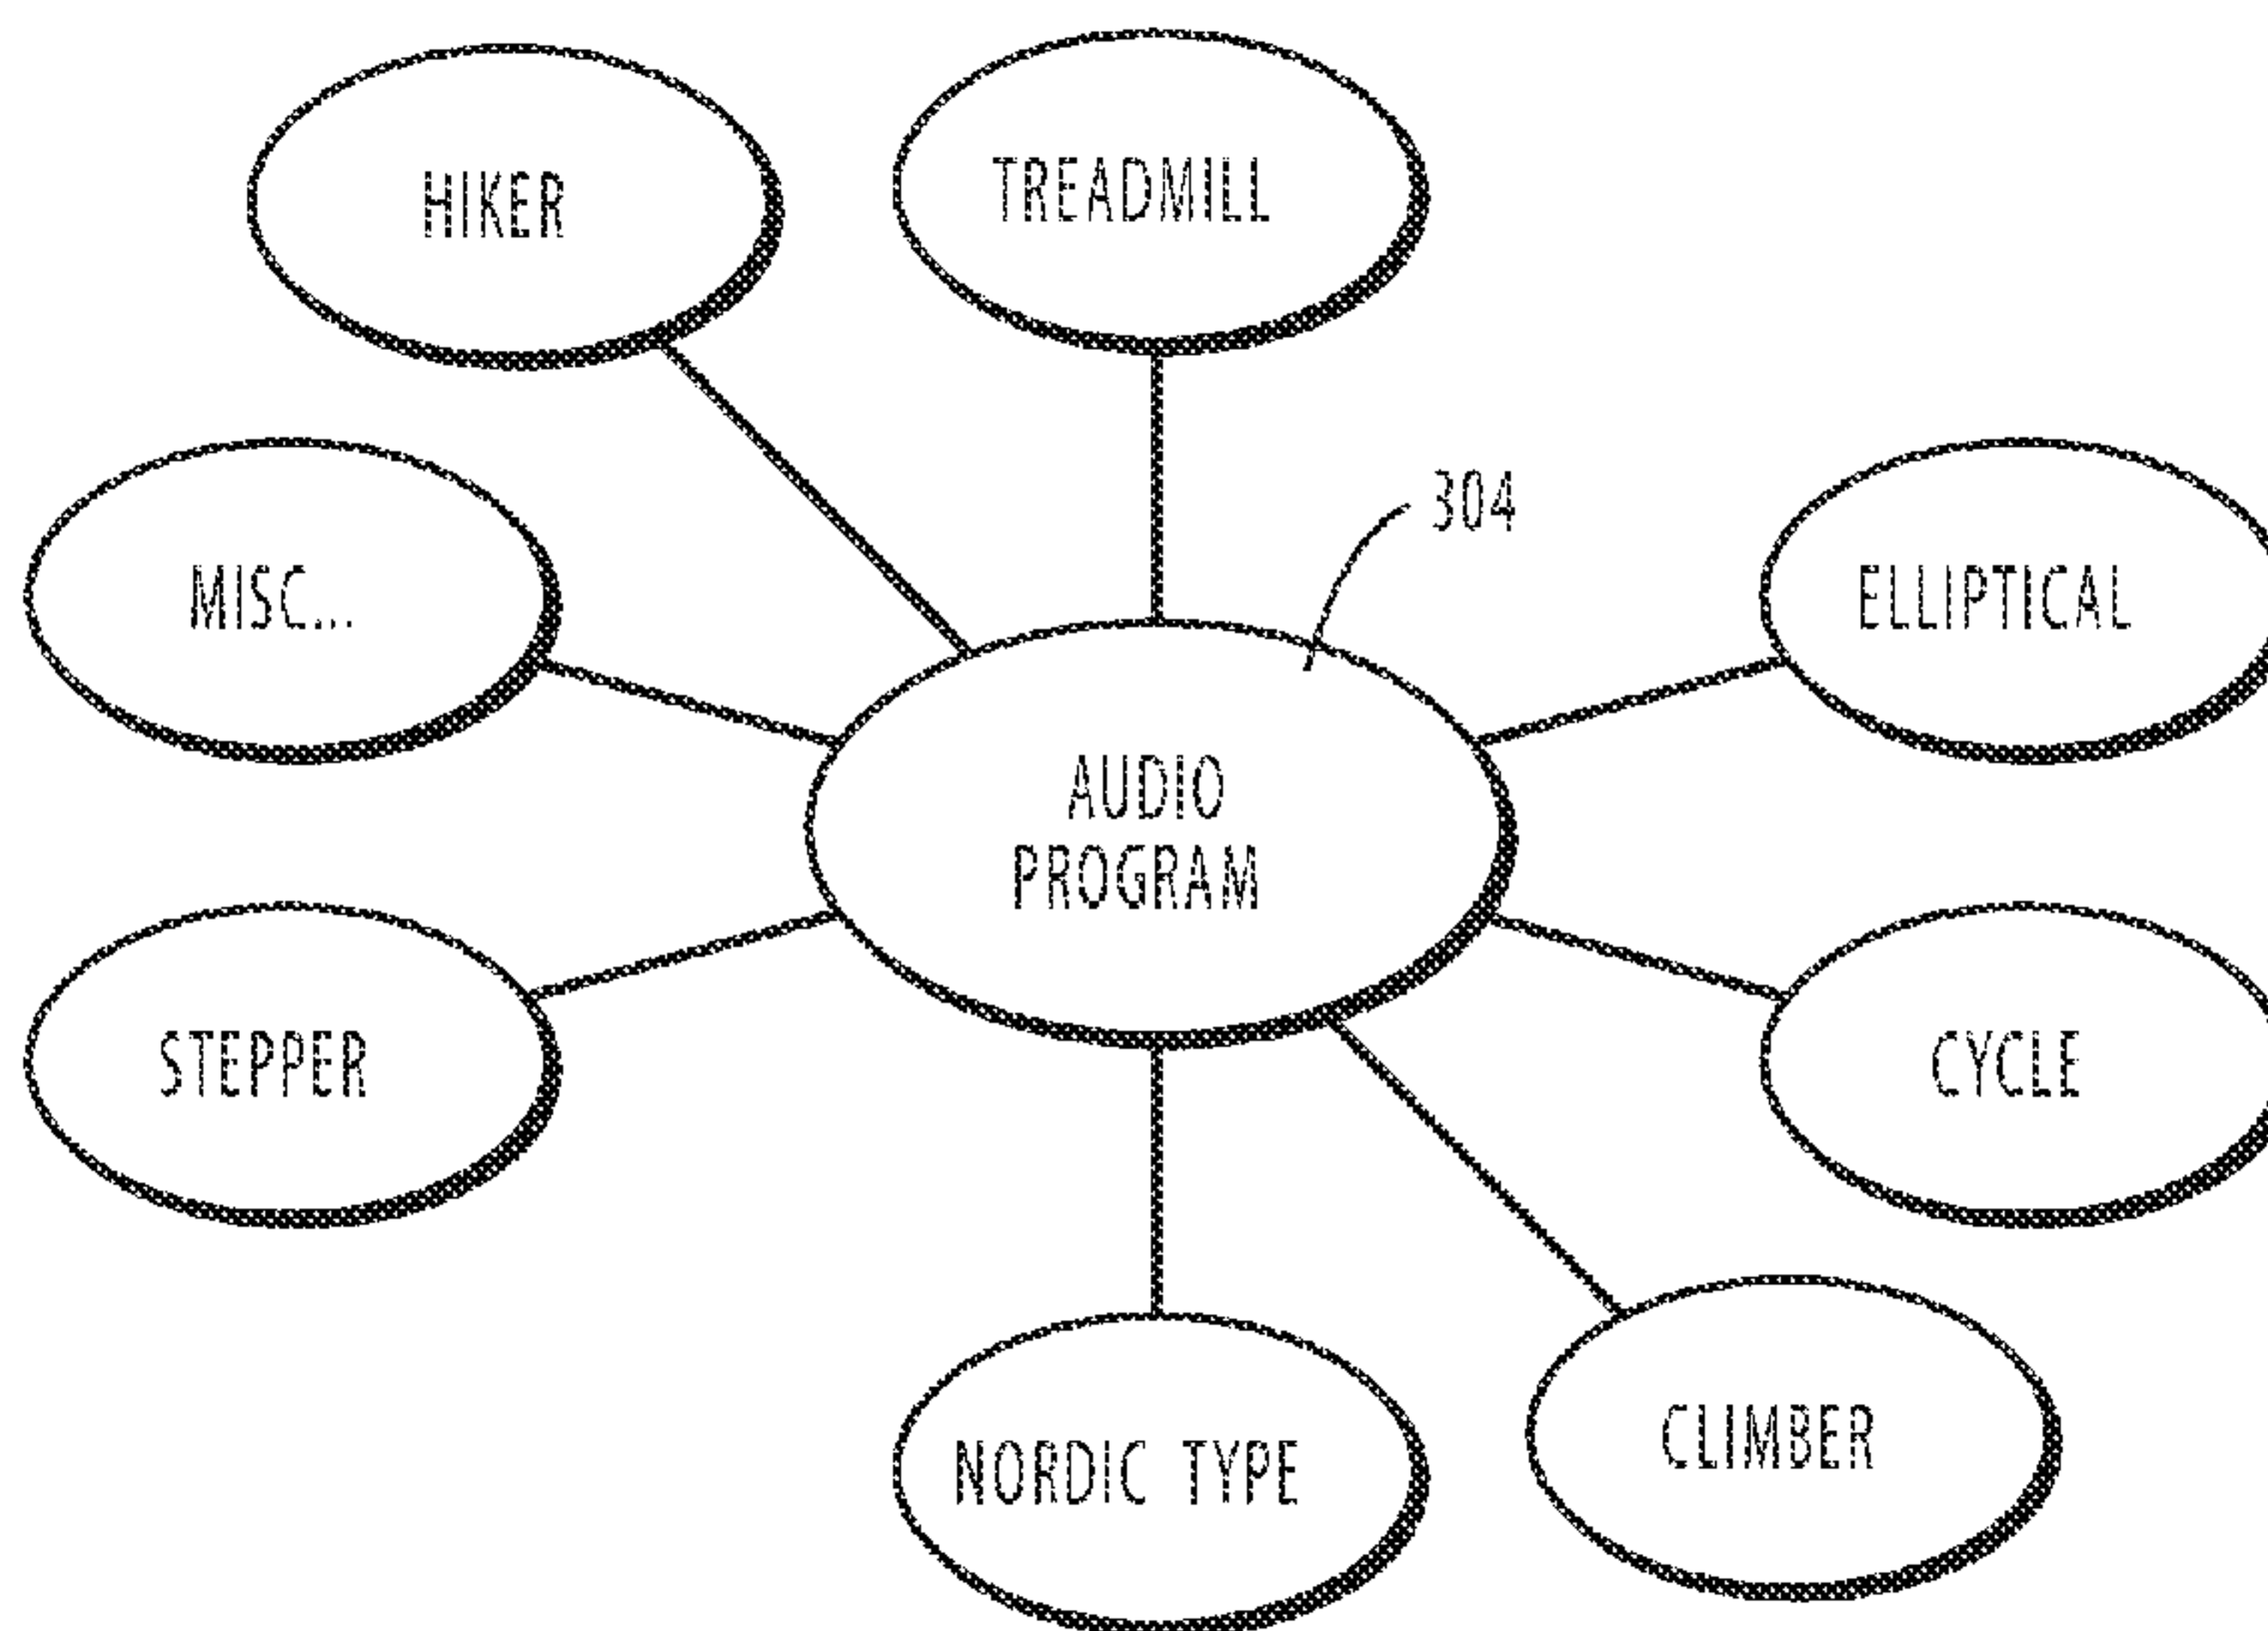 TREADMILL
HIKER
304
MISC...
ELLIPTICAL
AUDIO
PROGRAM
STEPPER
CYCLE
CLIMBER
NORDIC TYPE